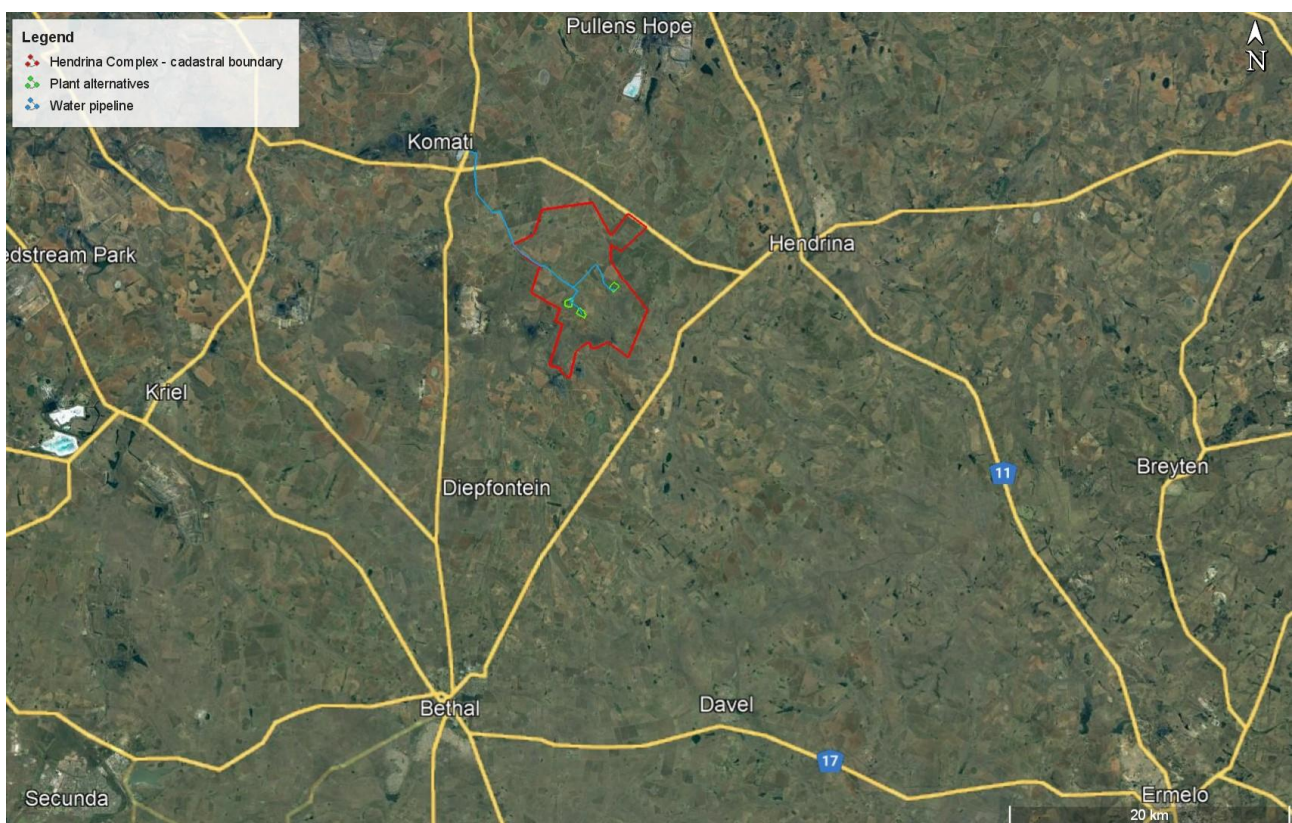 Legend
Hendrina Complex - cadastral boundary
Plant alternatives
Water pipeline
Pullens Hope
N
Komati
Hendrina
edstream Park
Kriel
Breyten
11
Diepfontein
Davel
Bethal
17
Secunda
Ermelo
20 km